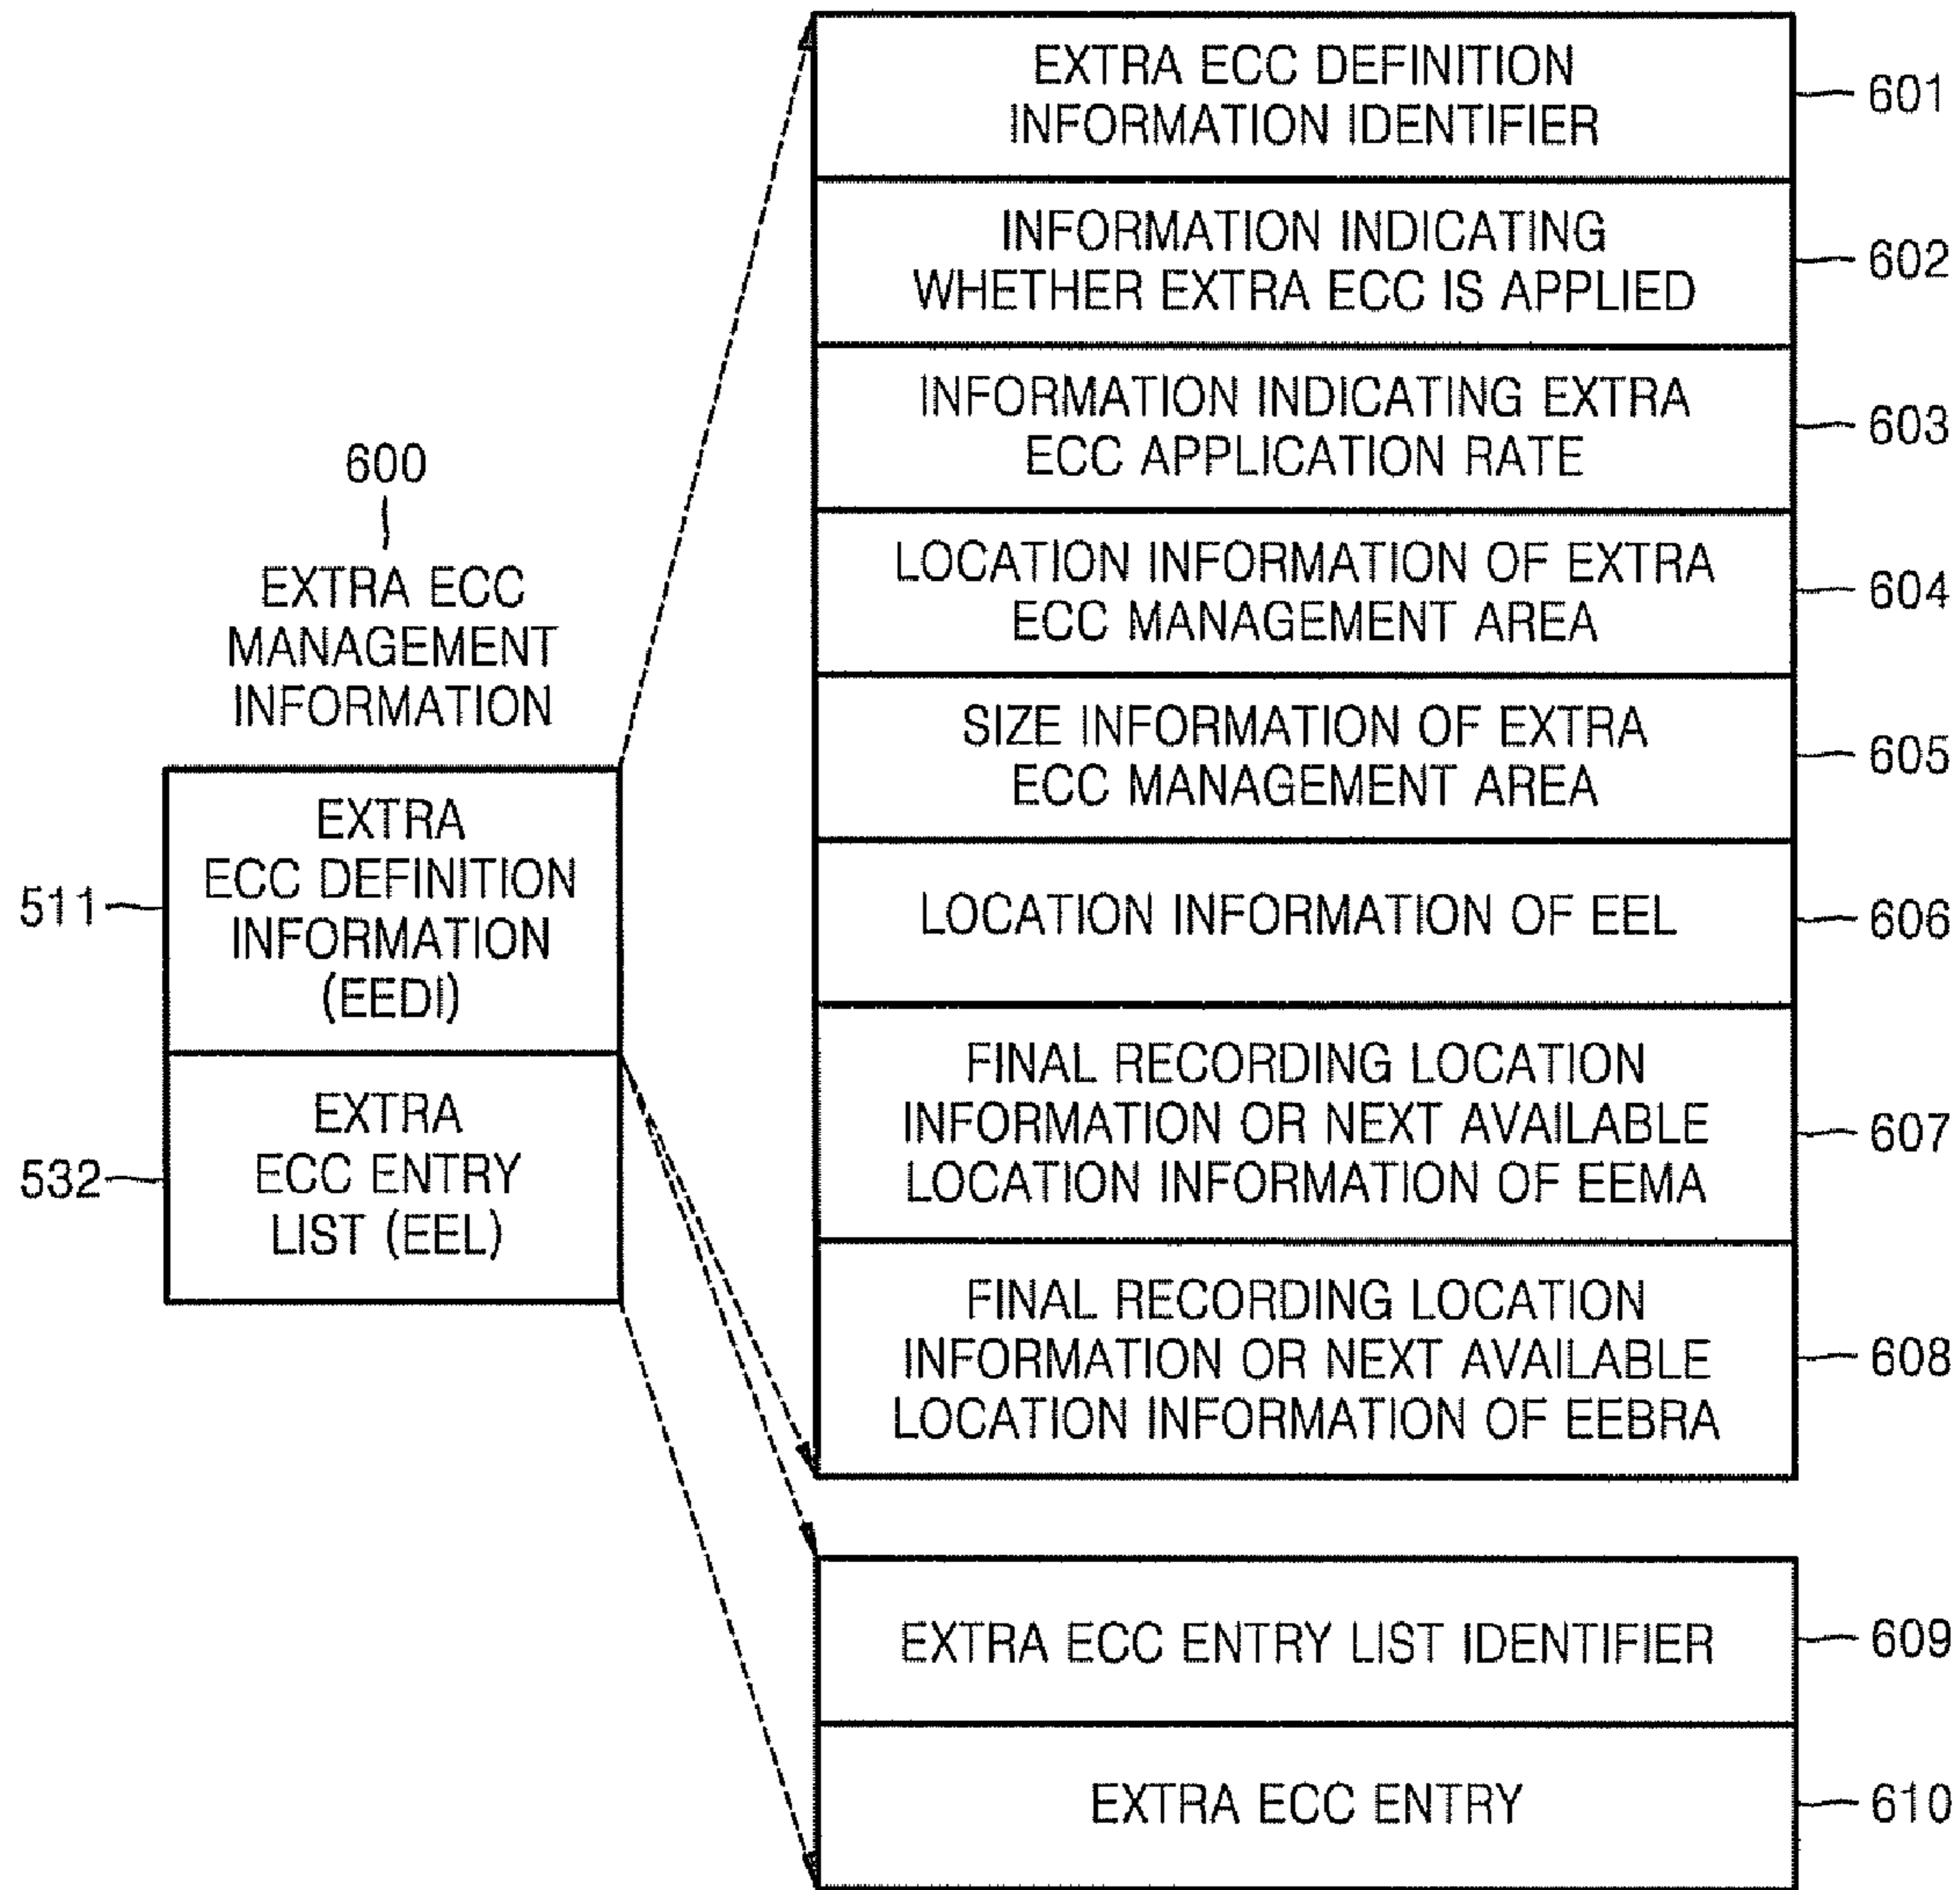 600
EXTRA ECC
MANAGEMENT
INFORMATION
511
EXTRA
ECC DEFINITION
INFORMATION
(EEDI)
532
EXTRA
ECC ENTRY
LIST (EEL)
EXTRA ECC DEFINITION
INFORMATION IDENTIFIER
601
INFORMATION INDICATING
WHETHER EXTRA ECC IS APPLIED
602
INFORMATION INDICATING EXTRA
ECC APPLICATION RATE
603
LOCATION INFORMATION OF EXTRA
ECC MANAGEMENT AREA
604
SIZE INFORMATION OF EXTRA
ECC MANAGEMENT AREA
605
LOCATION INFORMATION OF EEL
606
FINAL RECORDING LOCATION
INFORMATION OR NEXT AVAILABLE
LOCATION INFORMATION OF EEMA
607
FINAL RECORDING LOCATION
INFORMATION OR NEXT AVAILABLE
LOCATION INFORMATION OF EEBRA
608
EXTRA ECC ENTRY LIST IDENTIFIER
609
EXTRA ECC ENTRY
610